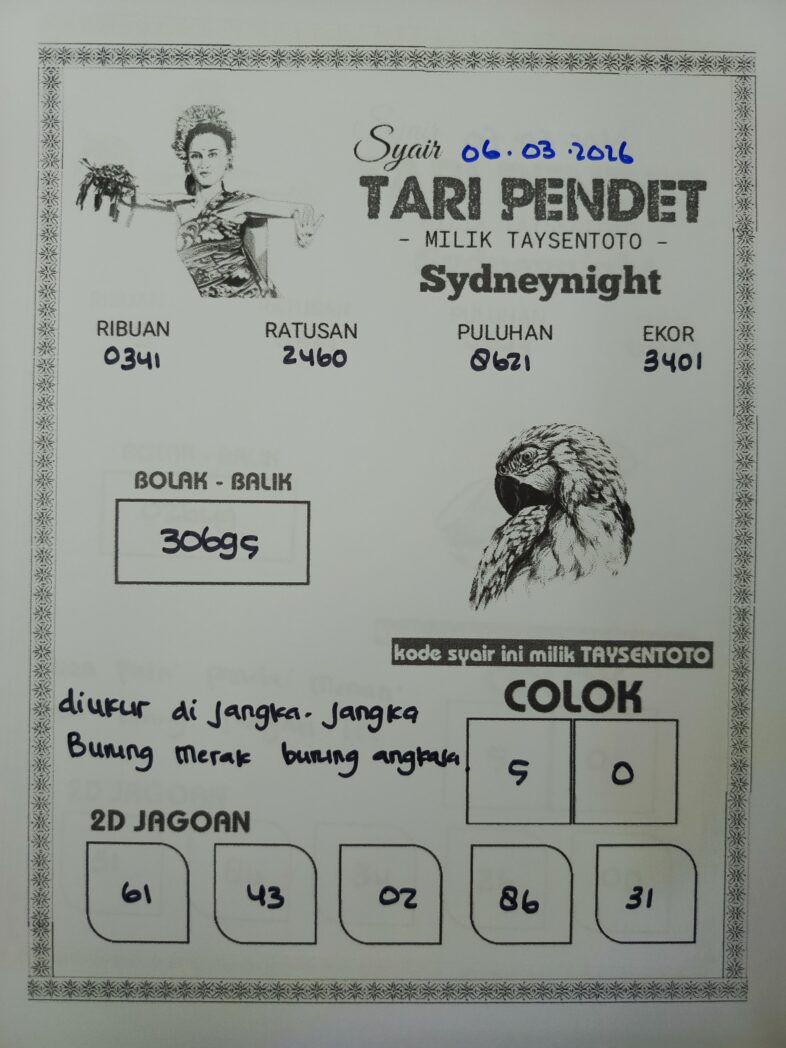 Syair 06.03.2026
TARI PENDET
- MILIK TAYSENTOTO -
Sydneynight
RIBUAN RATUSAN PULUHAN EKOR
0341 2460 8621 3401
BOLAK - BALIK
30695
kode syair ini milik TAYSENTOTO
COLOK
5 0
diukur di jangka. jangka
Burung merak burung angkasa
2D JAGOAN
61 43 02 86 31